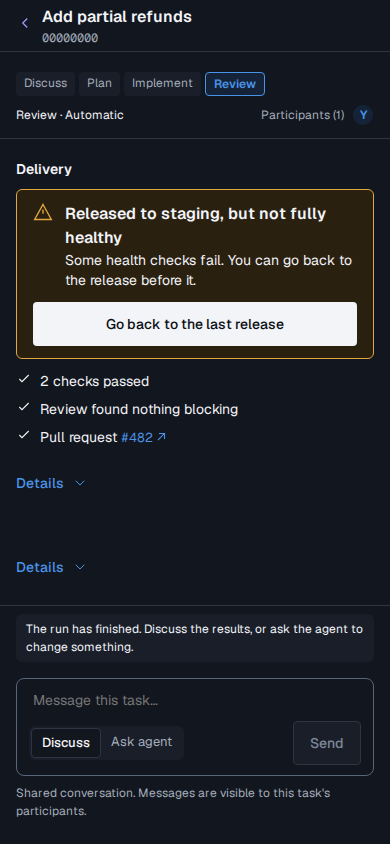 Add partial refunds
00000000
Discuss
Plan
Implement
Review
Review · Automatic
Participants (1)
Y
Delivery
Released to staging, but not fully
healthy
Some health checks fail. You can go back to
the release before it.
Go back to the last release
2 checks passed
Review found nothing blocking
Pull request #482
Details
Details
The run has finished. Discuss the results, or ask the agent to
change something.
Message this task...
Discuss
Ask agent
Send
Shared conversation. Messages are visible to this task's
participants.